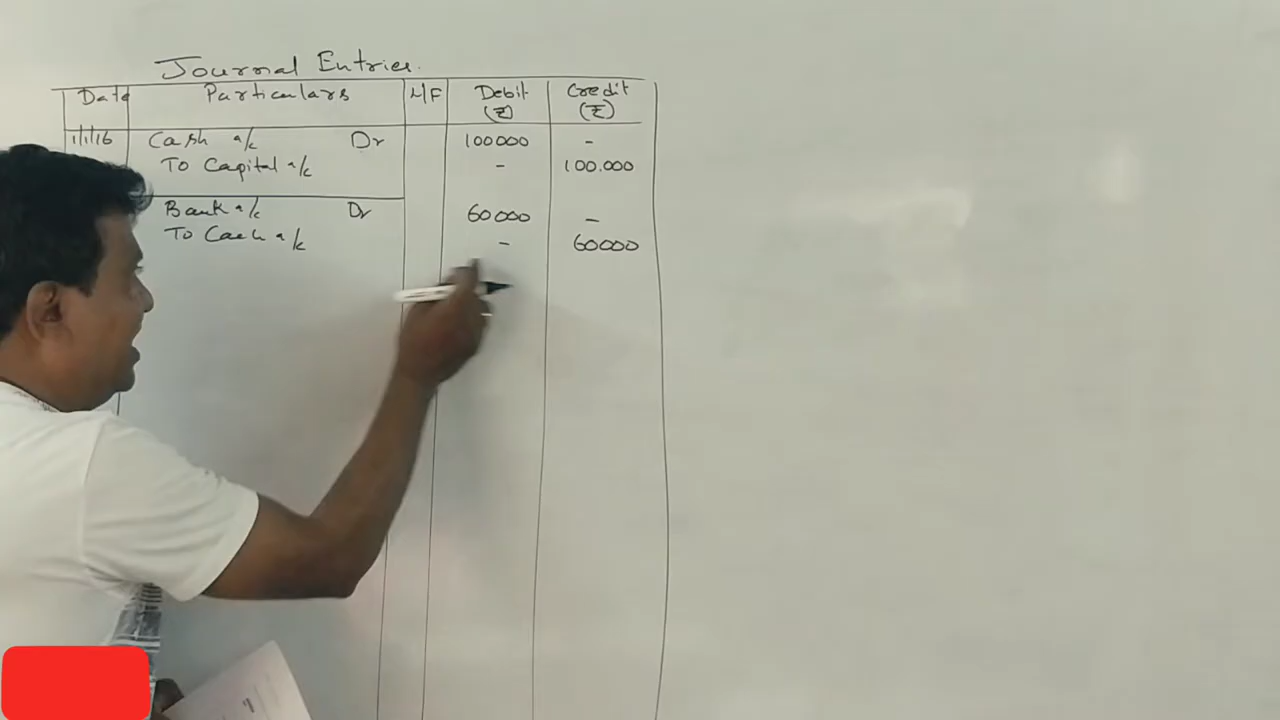 Journal Entries.
Date Particulars L/F Debit (₹) Credit (₹)
1/1/16 Cash a/c Dr 100000 -
To Capital a/c - 100.000
Bank a/c Dr 60000 -
To Cash a/c - 60000